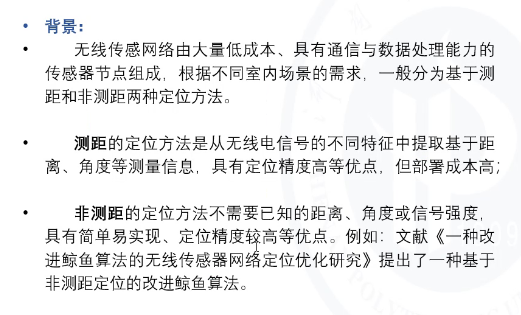 • 背景:
• 无线传感网络由大量低成本、具有通信与数据处理能力的
传感器节点组成，根据不同室内场景的需求，一般分为基于测
距和非测距两种定位方法。
• 测距的定位方法是从无线电信号的不同特征中提取基于距
离、角度等测量信息，具有定位精度高等优点，但部署成本高;
• 非测距的定位方法不需要已知的距离、角度或信号强度，
具有简单易实现、定位精度较高等优点。例如：文献《一种改
进鲸鱼算法的无线传感器网络定位优化研究》提出了一种基于
非测距定位的改进鲸鱼算法。